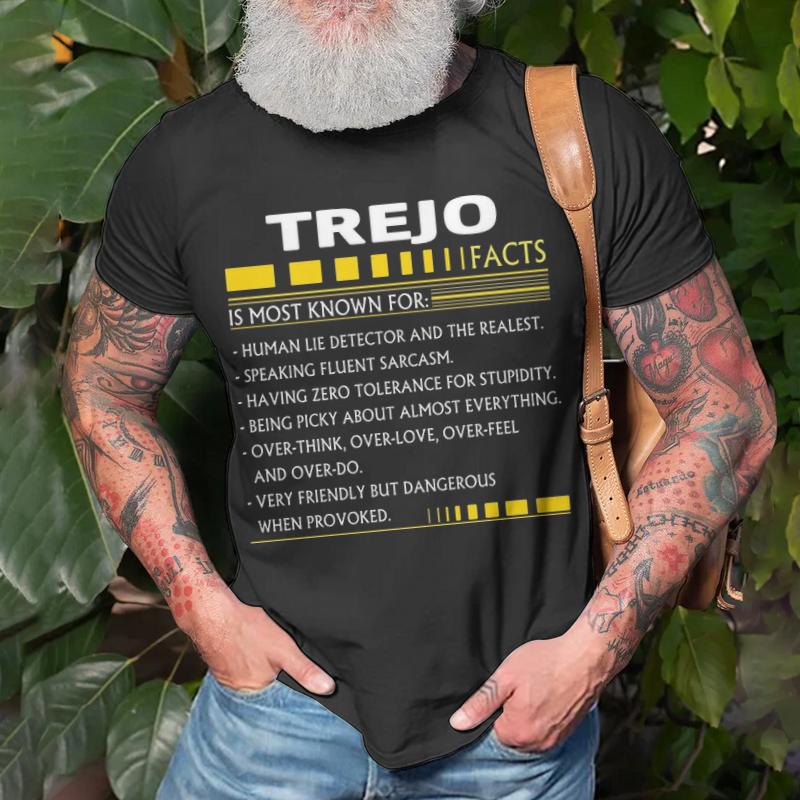 TREJO
FACTS
IS MOST KNOWN FOR:
- HUMAN LIE DETECTOR AND THE REALEST.
- SPEAKING FLUENT SARCASM.
- HAVING ZERO TOLERANCE FOR STUPIDITY.
- BEING PICKY ABOUT ALMOST EVERYTHING.
- OVER-THINK, OVER-LOVE, OVER-FEEL
AND OVER-DO.
- VERY FRIENDLY BUT DANGEROUS
WHEN PROVOKED.